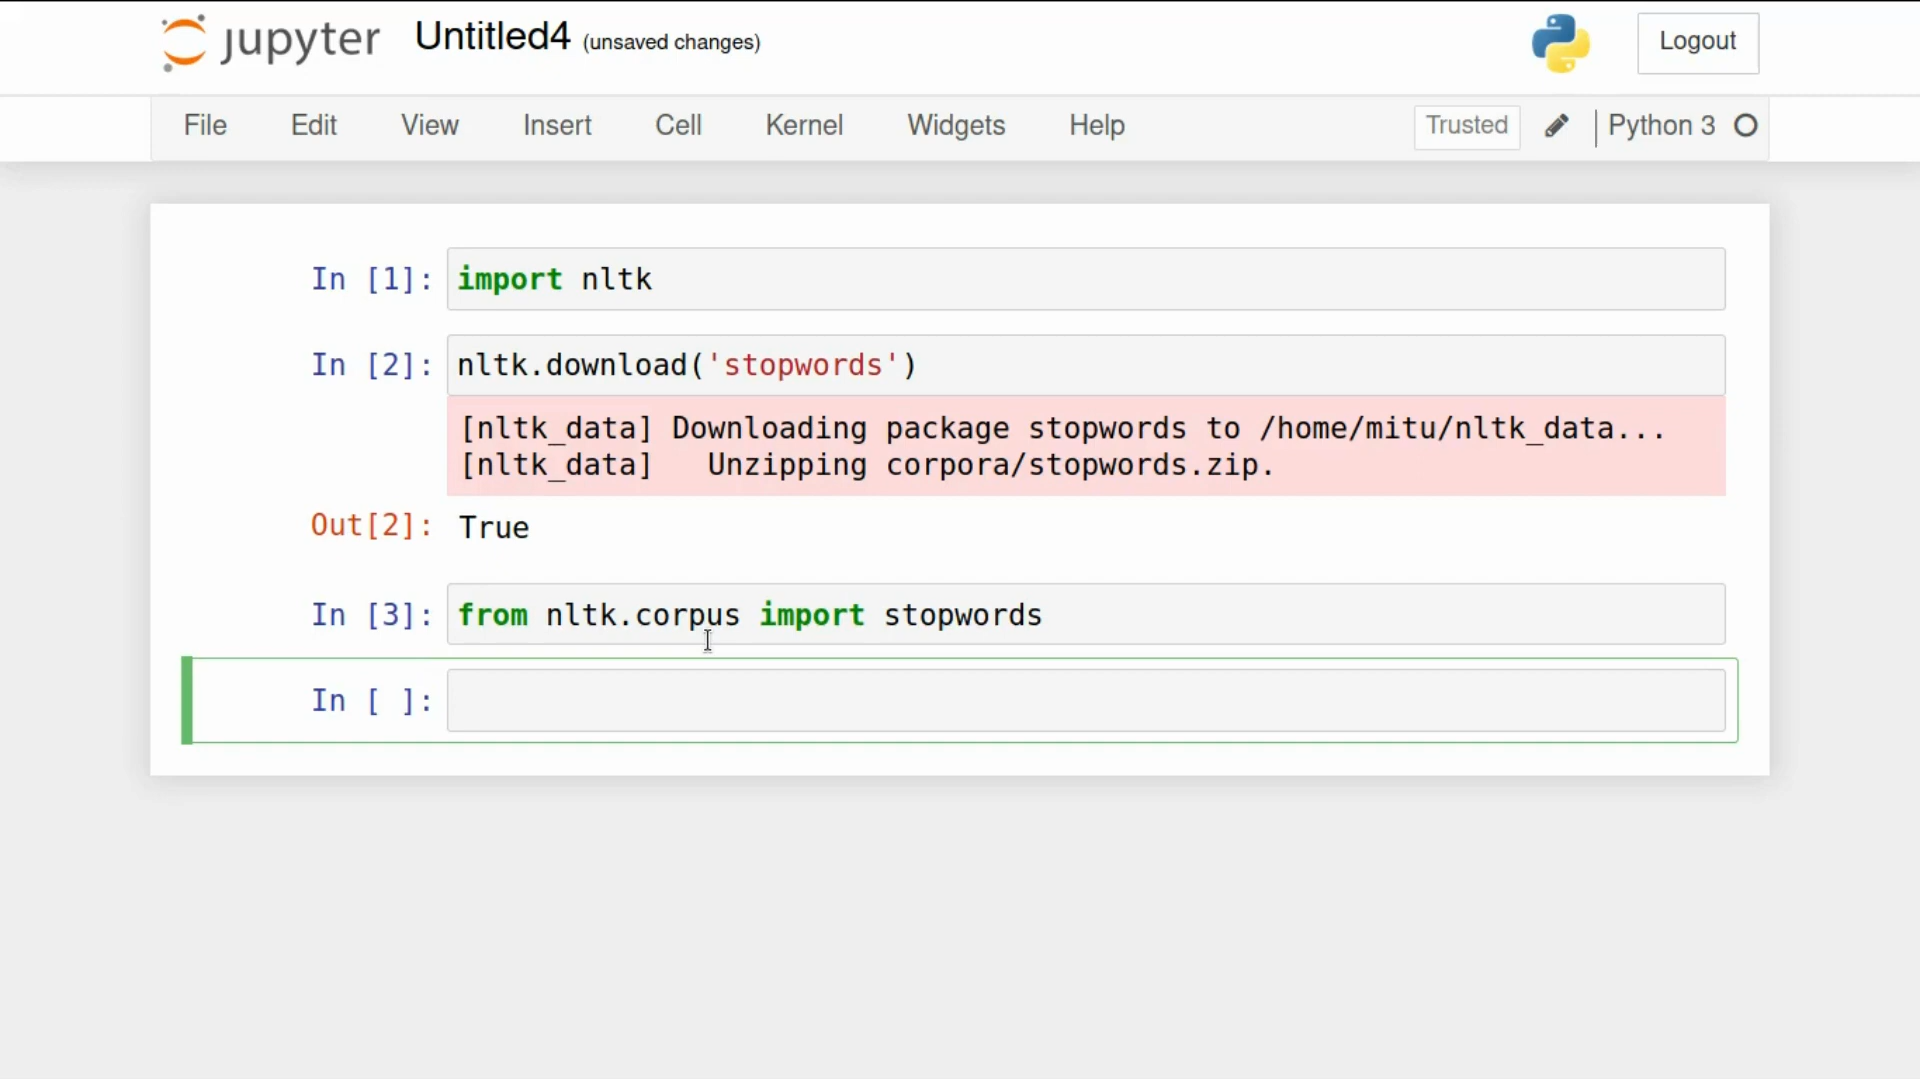 jupyter Untitled4 (unsaved changes) Logout
File Edit View Insert Cell Kernel Widgets Help Trusted Python 3
In [1]: import nltk
In [2]: nltk.download('stopwords')
[nltk_data] Downloading package stopwords to /home/mitu/nltk_data...
[nltk_data]   Unzipping corpora/stopwords.zip.
Out[2]: True
In [3]: from nltk.corpus import stopwords
In [ ]: